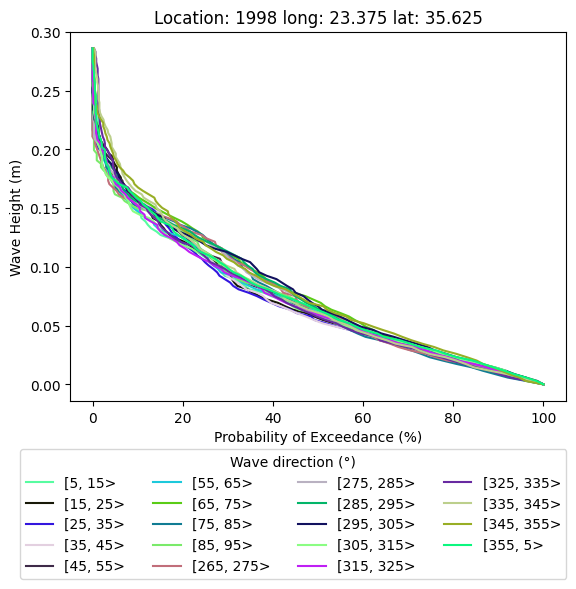 Location: 1998 long: 23.375 lat: 35.625
0.30
0.25
0.20
0.15
0.10
0.05
0.00
Wave Height (m)
0 20 40 60 80 100
Probability of Exceedance (%)
Wave direction (°)
[5, 15> [55, 65> [275, 285> [325, 335>
[15, 25> [65, 75> [285, 295> [335, 345>
[25, 35> [75, 85> [295, 305> [345, 355>
[35, 45> [85, 95> [305, 315> [355, 5>
[45, 55> [265, 275> [315, 325>